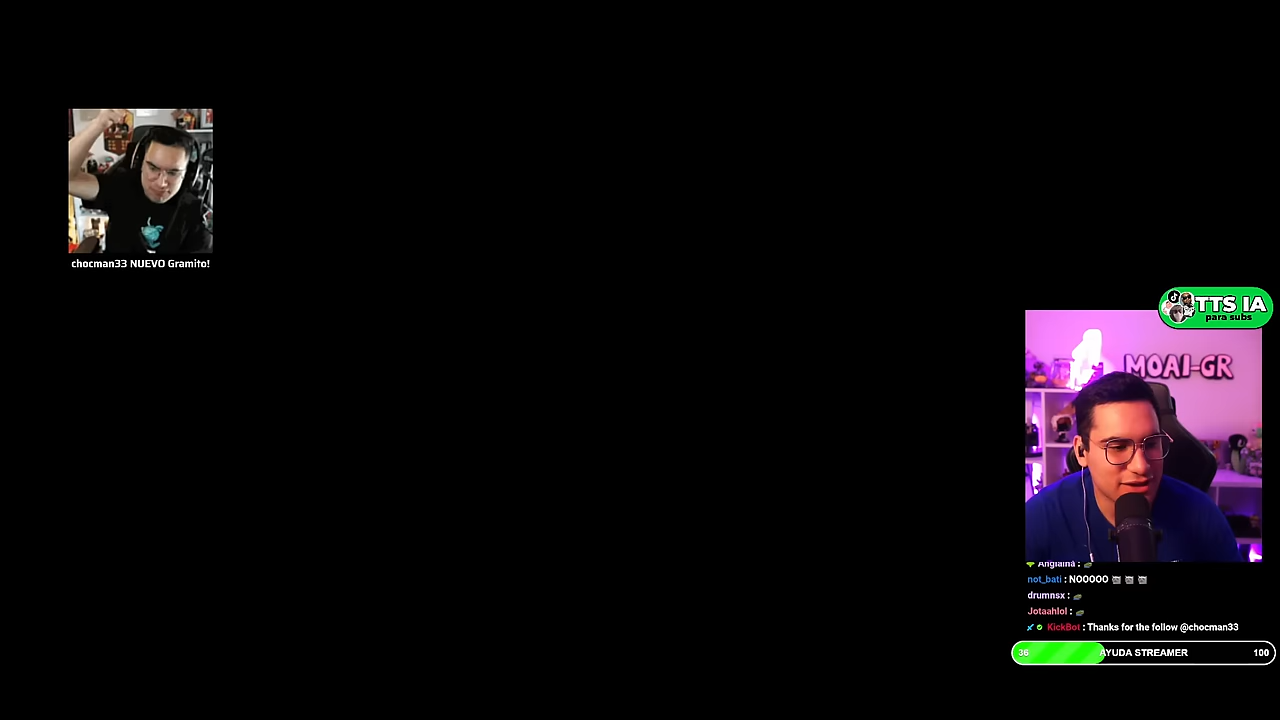 chocman33 NUEVO Gramito!
TTS IA
para subs
MOAI-GR
Anglaina :
not_bati : NOOOOO
drumnsx :
Jotaahlol :
KickBot : Thanks for the follow @chocman33
36 AYUDA STREAMER 100